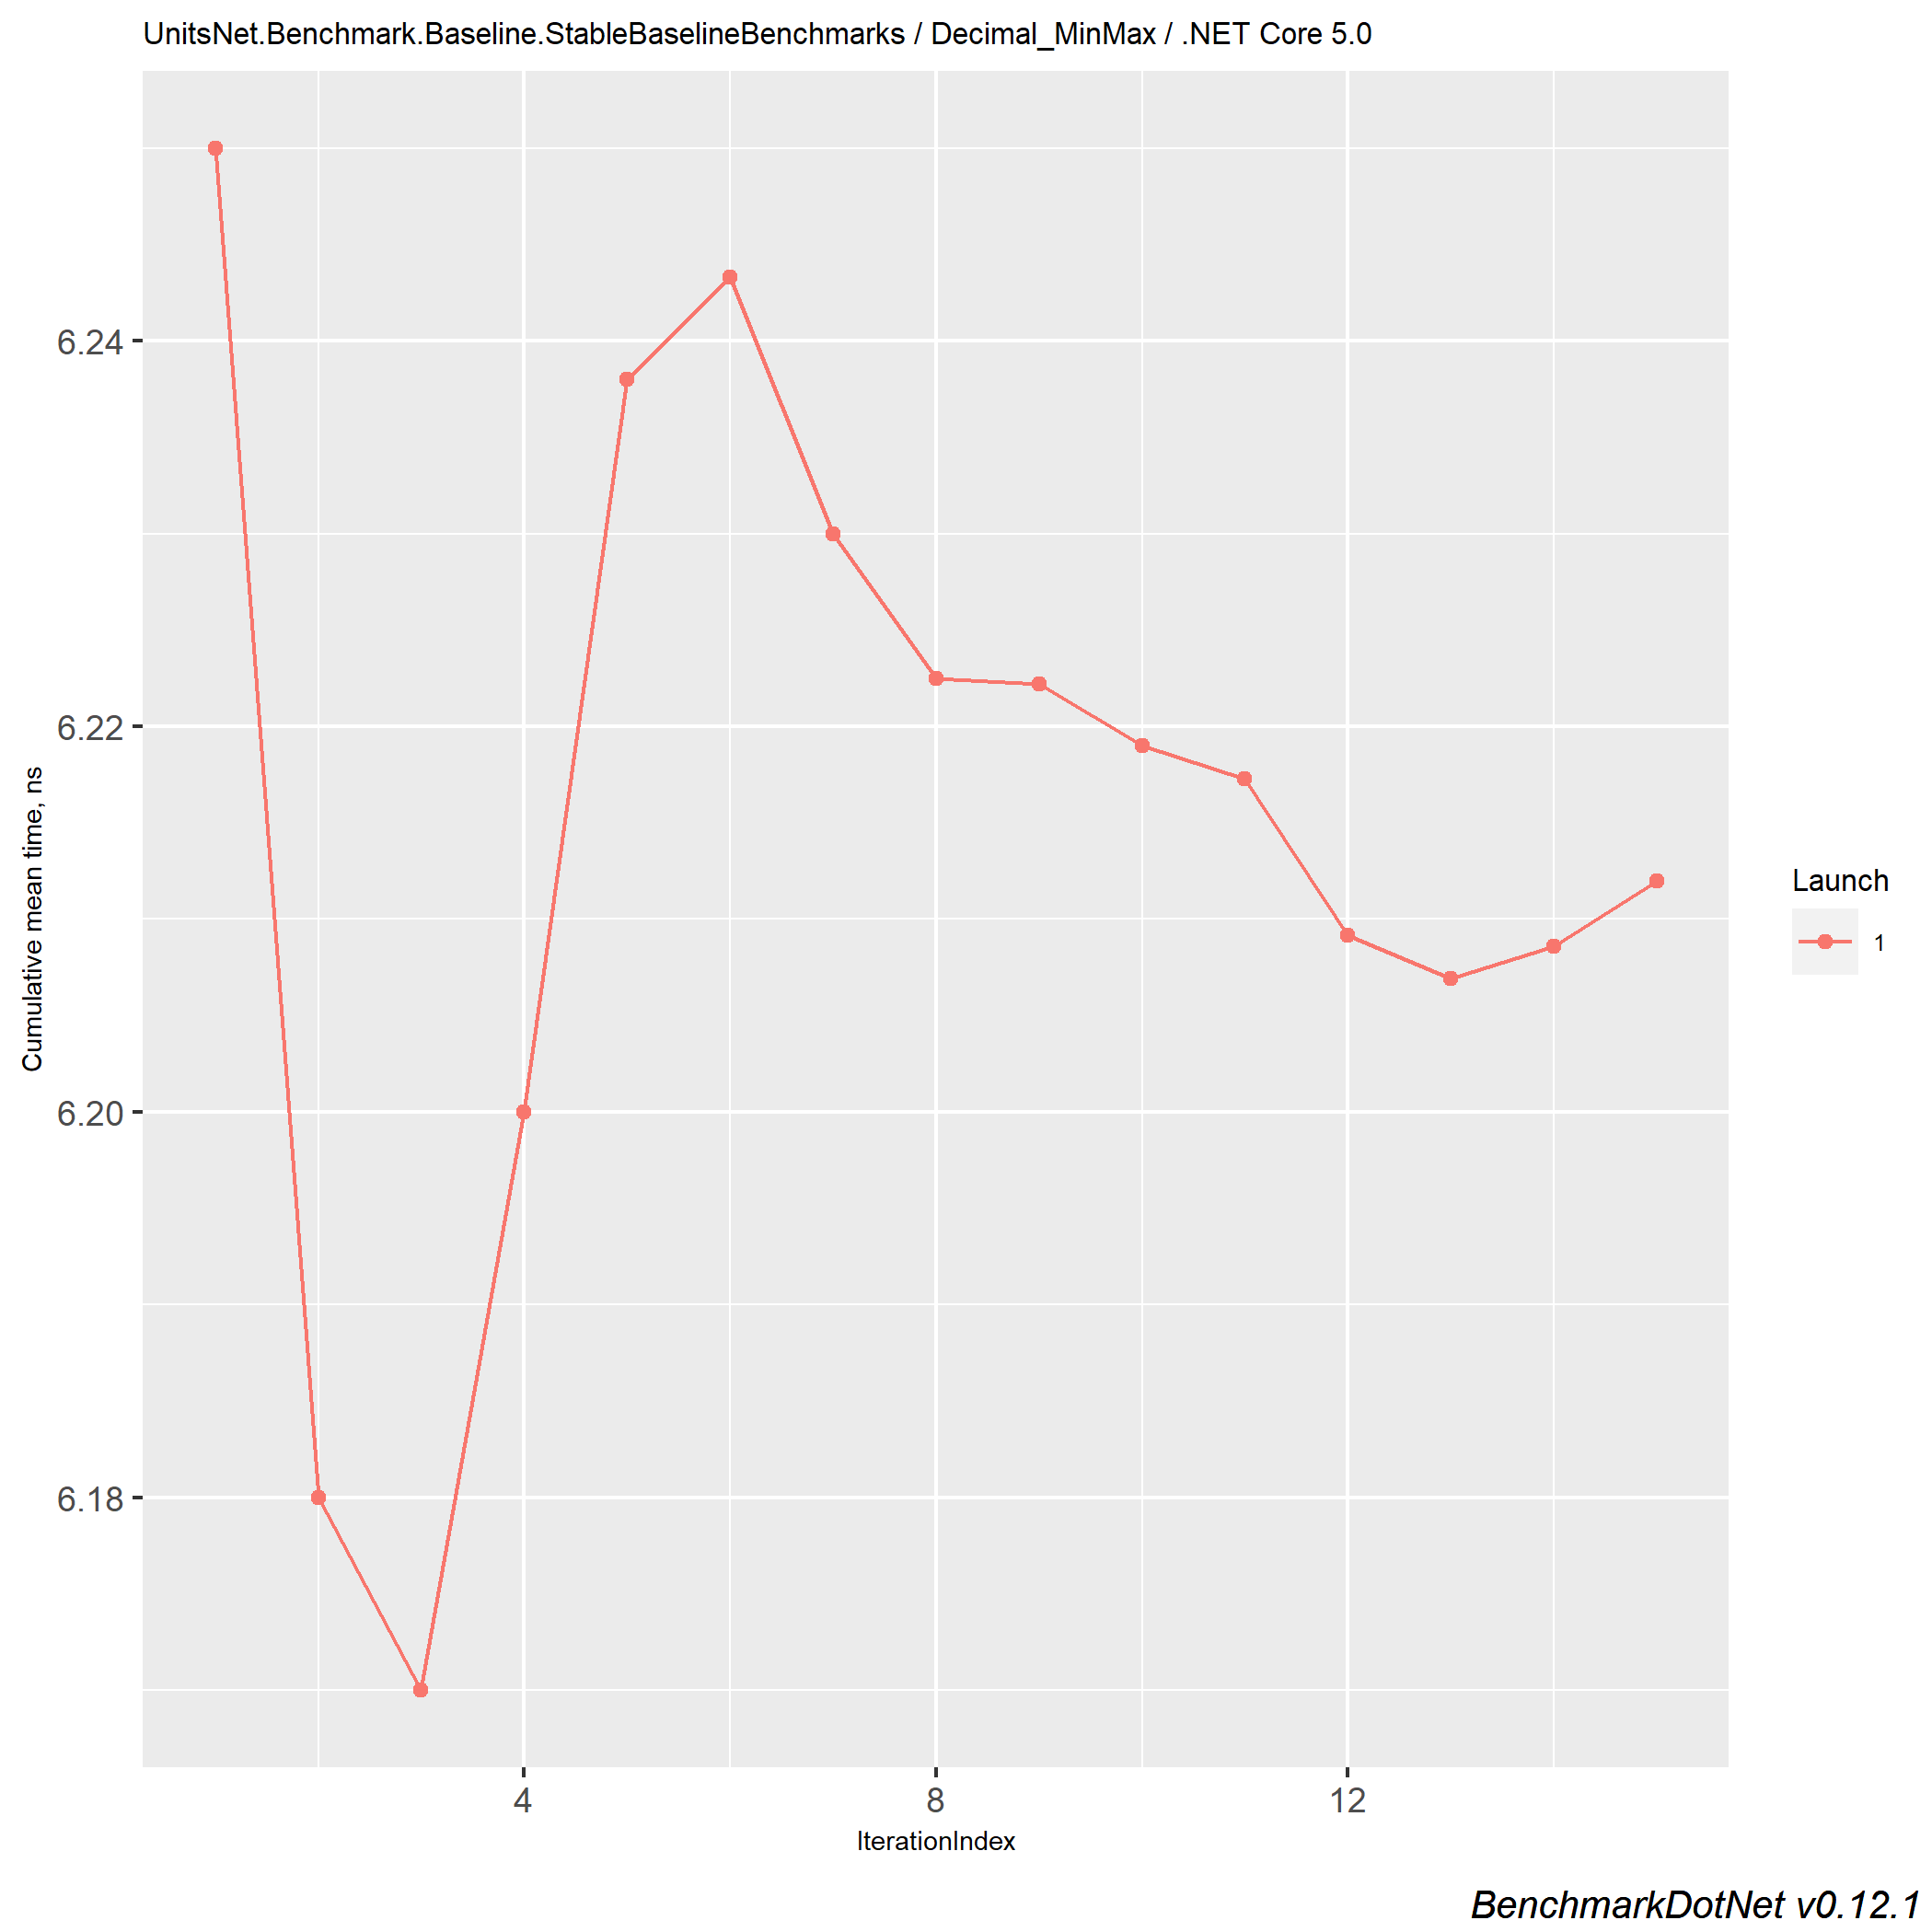 UnitsNet.Benchmark.Baseline.StableBaselineBenchmarks / Decimal_MinMax / .NET Core 5.0
6.24
6.22
6.20
6.18
Cumulative mean time, ns
4
8
12
IterationIndex
Launch
1
BenchmarkDotNet v0.12.1